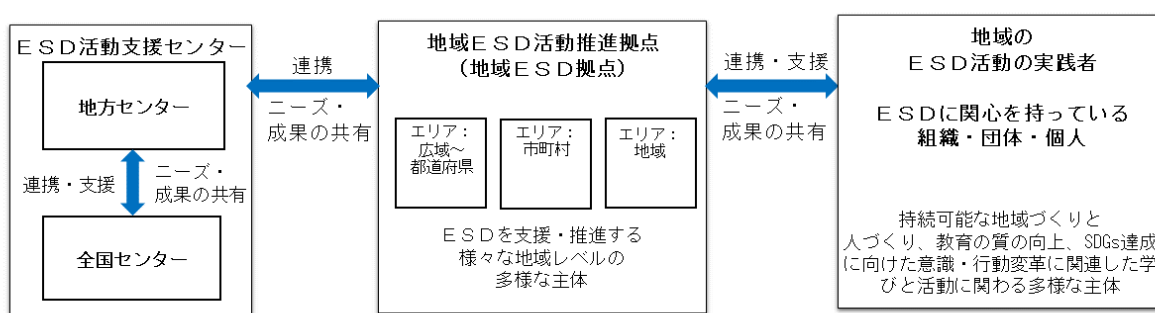 ESD活動支援センター
地方センター
連携・支援
ニーズ・
成果の共有
全国センター
連携
ニーズ・
成果の共有
地域ESD活動推進拠点
(地域ESD拠点)
エリア:
広域~
都道府県
エリア:
市町村
エリア:
地域
ESDを支援・推進する
様々な地域レベルの
多様な主体
連携・支援
ニーズ・
成果の共有
地域の
ESD活動の実践者
ESDに関心を持っている
組織・団体・個人
持続可能な地域づくりと
人づくり、教育の質の向上、SDGs達成
に向けた意識・行動変革に関連した学
びと活動に関わる多様な主体